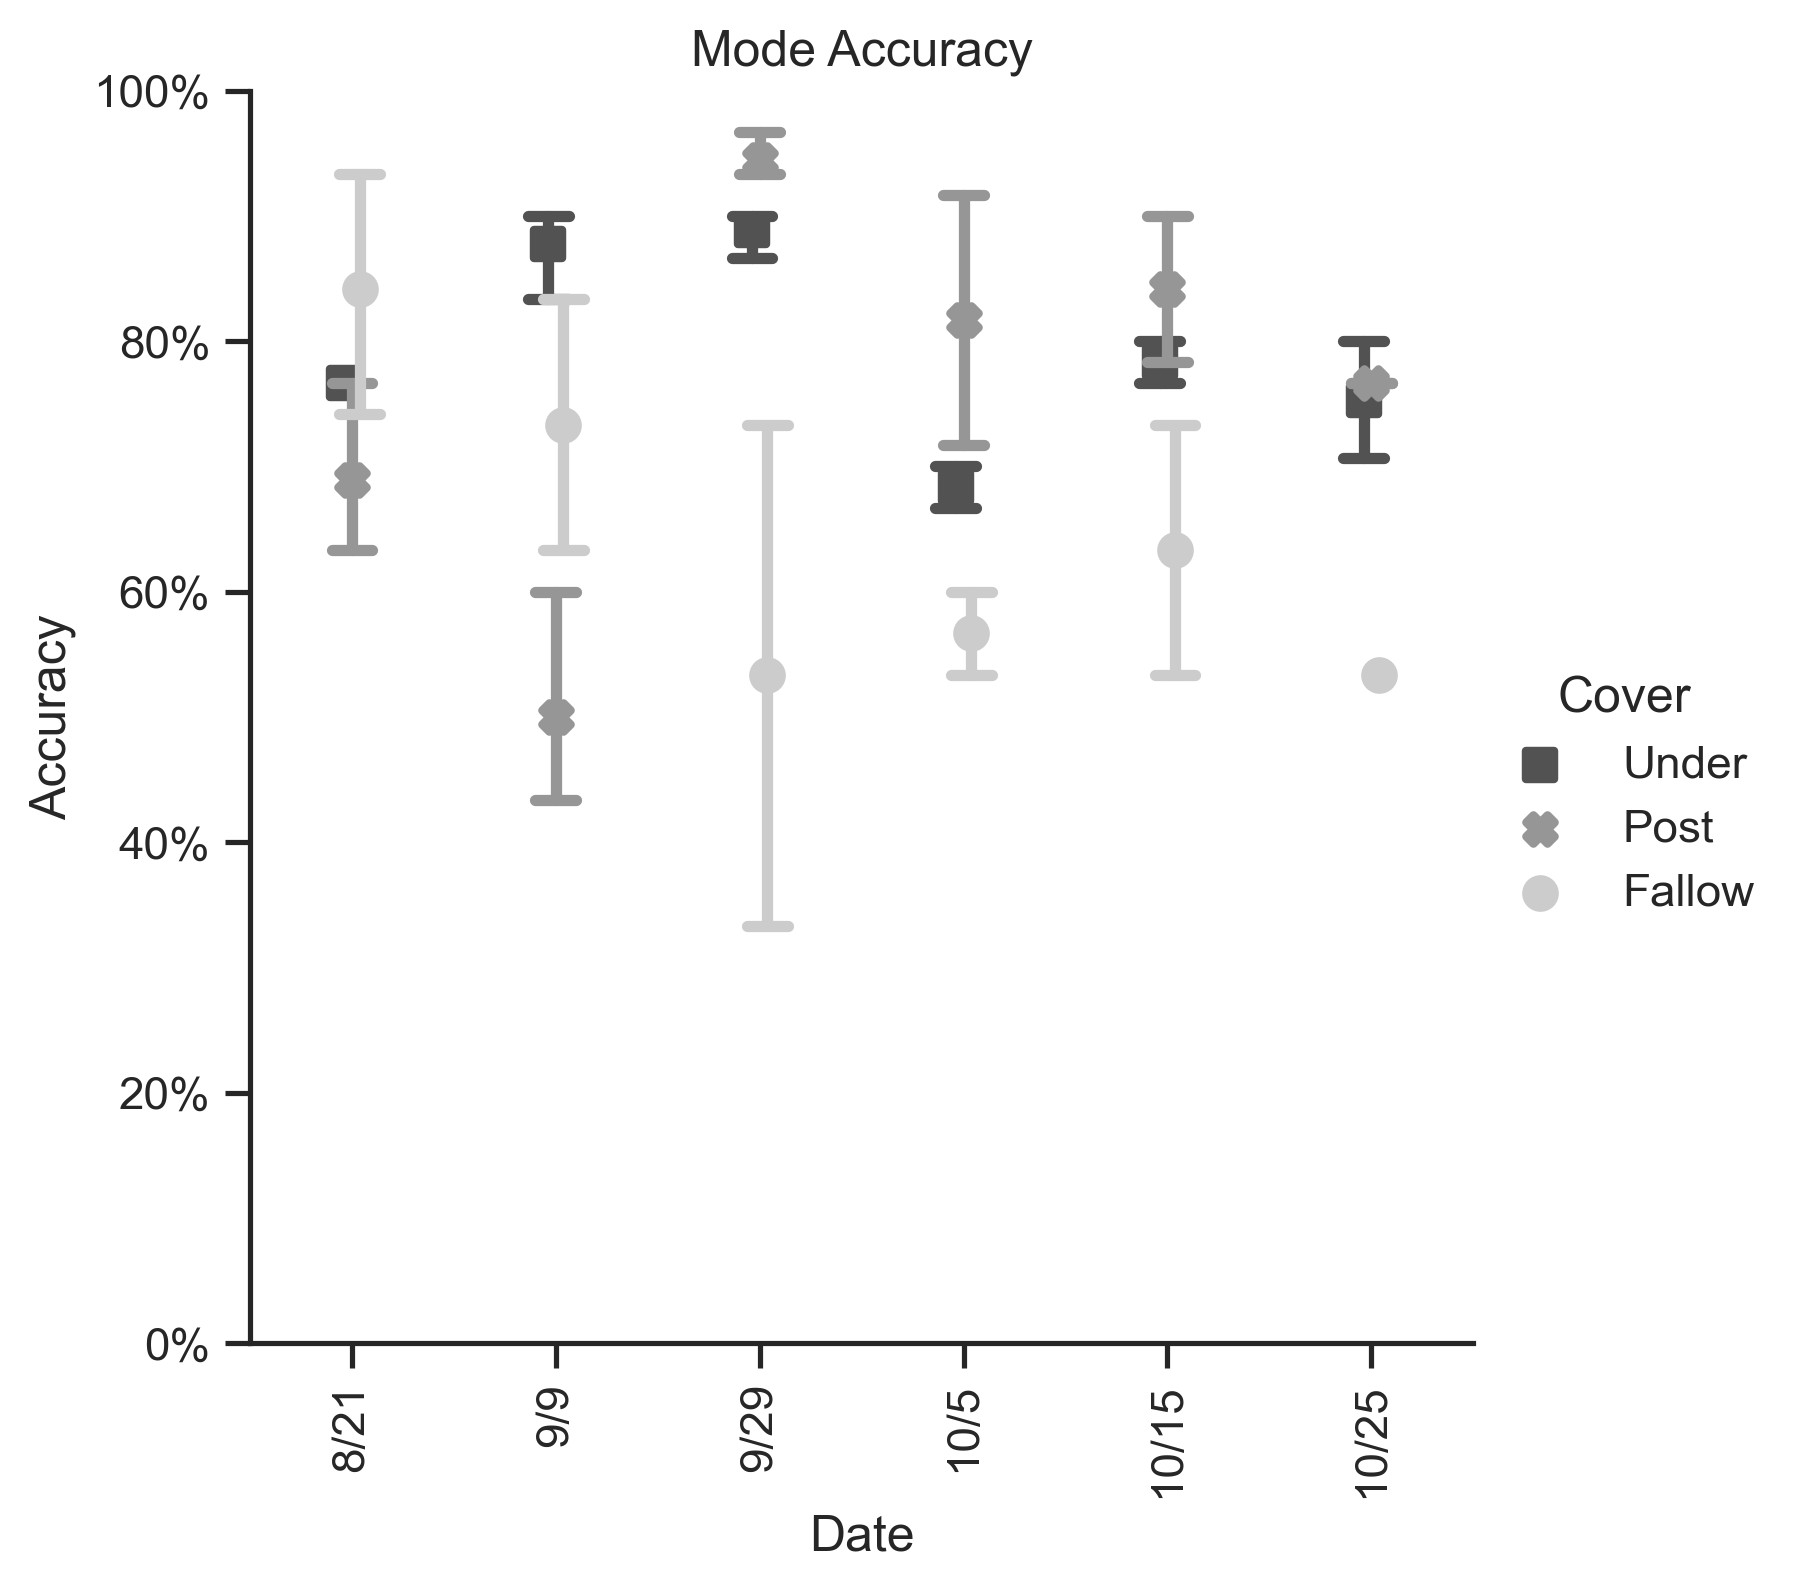 Mode Accuracy
100%
80%
60%
40%
20%
0%
Accuracy
8/21
9/9
9/29
10/5
10/15
10/25
Date
Cover
Under
Post
Fallow